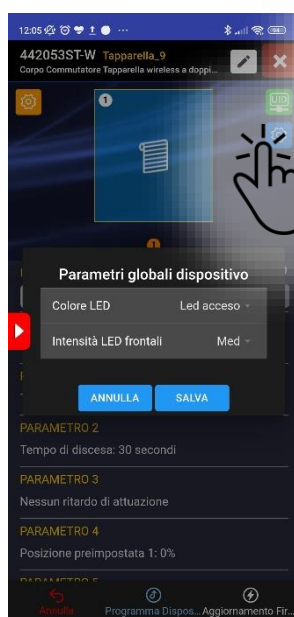 12:05
442053ST-W Tapparella_9
Corpo Commutatore Tapparella wireless a doppi...
1
UID
Parametri globali dispositivo
Colore LED Led acceso
Intensità LED frontali Med
ANNULLA SALVA
PARAMETRO 2
Tempo di discesa: 30 secondi
PARAMETRO 3
Nessun ritardo di attuazione
PARAMETRO 4
Posizione preimpostata 1: 0%
PARAMETRO 5
Annulla Programma Dispos... Aggiornamento Fir...